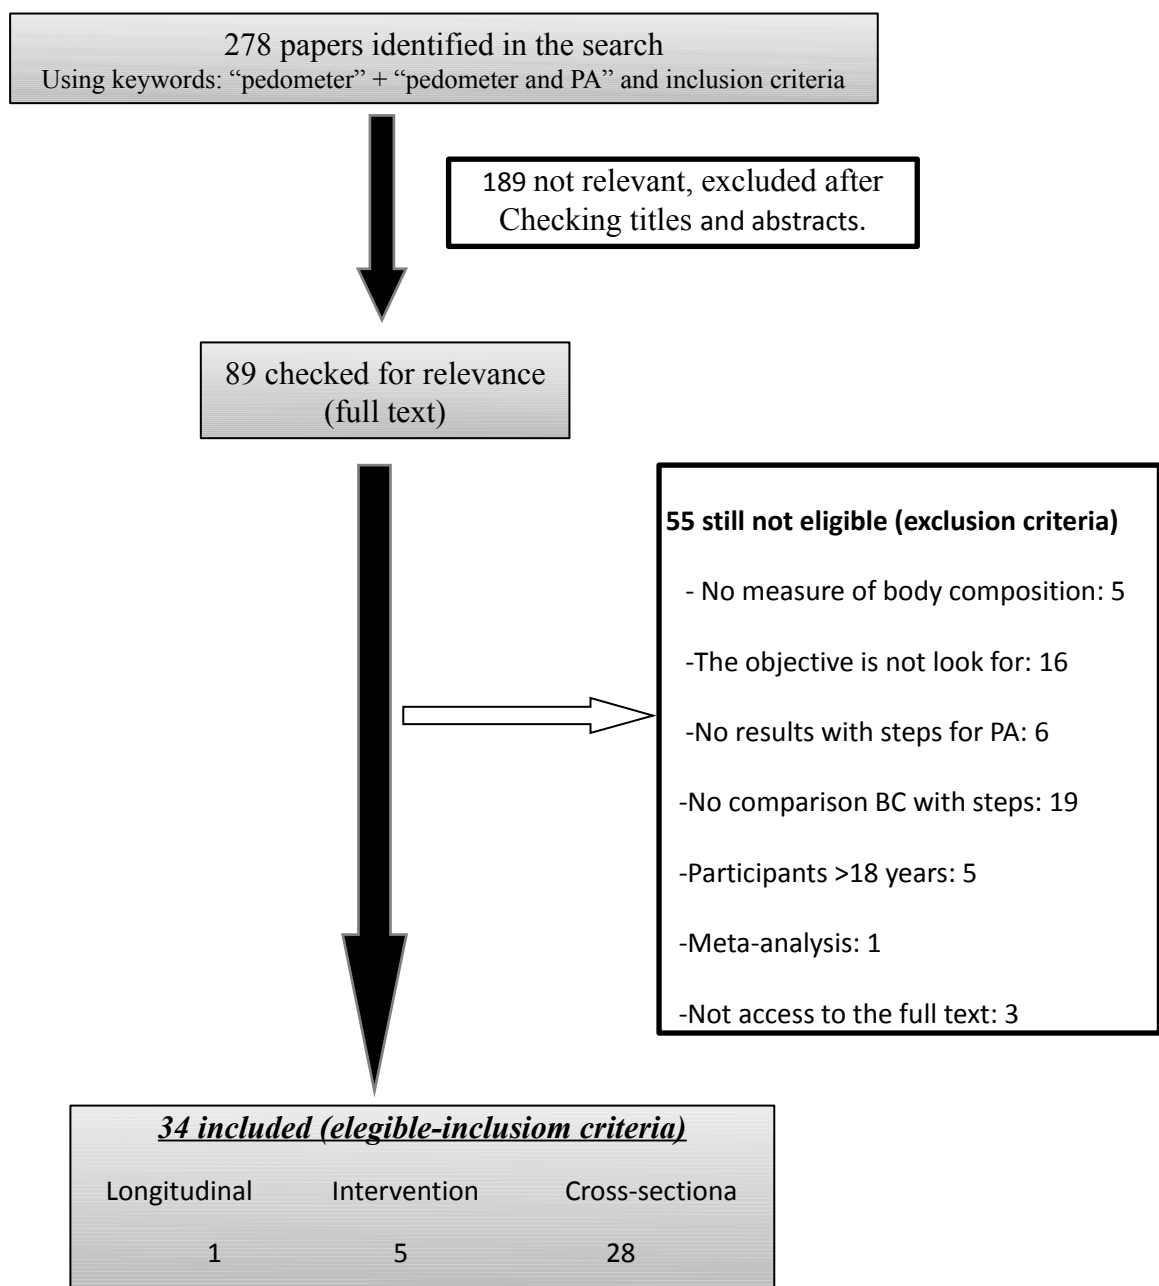 278 papers identified in the search
Using keywords: “pedometer” + “pedometer and PA” and inclusion criteria
189 not relevant, excluded after
Checking titles and abstracts.
89 checked for relevance
(full text)
55 still not eligible (exclusion criteria)
- No measure of body composition: 5
-The objective is not look for: 16
-No results with steps for PA: 6
-No comparison BC with steps: 19
-Participants >18 years: 5
-Meta-analysis: 1
-Not access to the full text: 3
34 included (elegible-inclusiom criteria)
Longitudinal Intervention Cross-sectiona
1 5 28